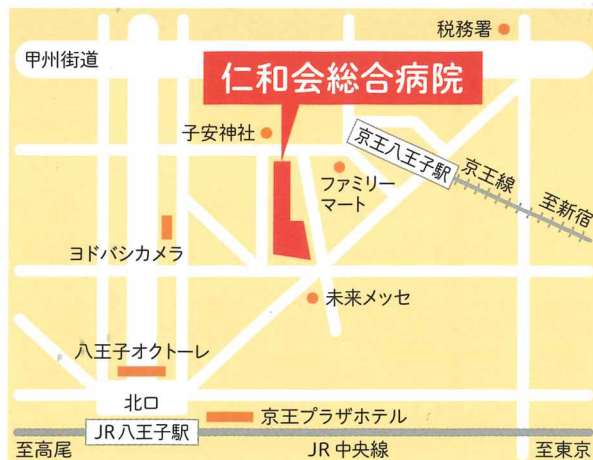 税務署
甲州街道
仁和会総合病院
子安神社
京王八王子駅
京王線
至新宿
ファミリー
マート
ヨドバシカメラ
未来メッセ
八王子オクトーレ
北口
京王プラザホテル
JR八王子駅
至高尾
JR中央線
至東京